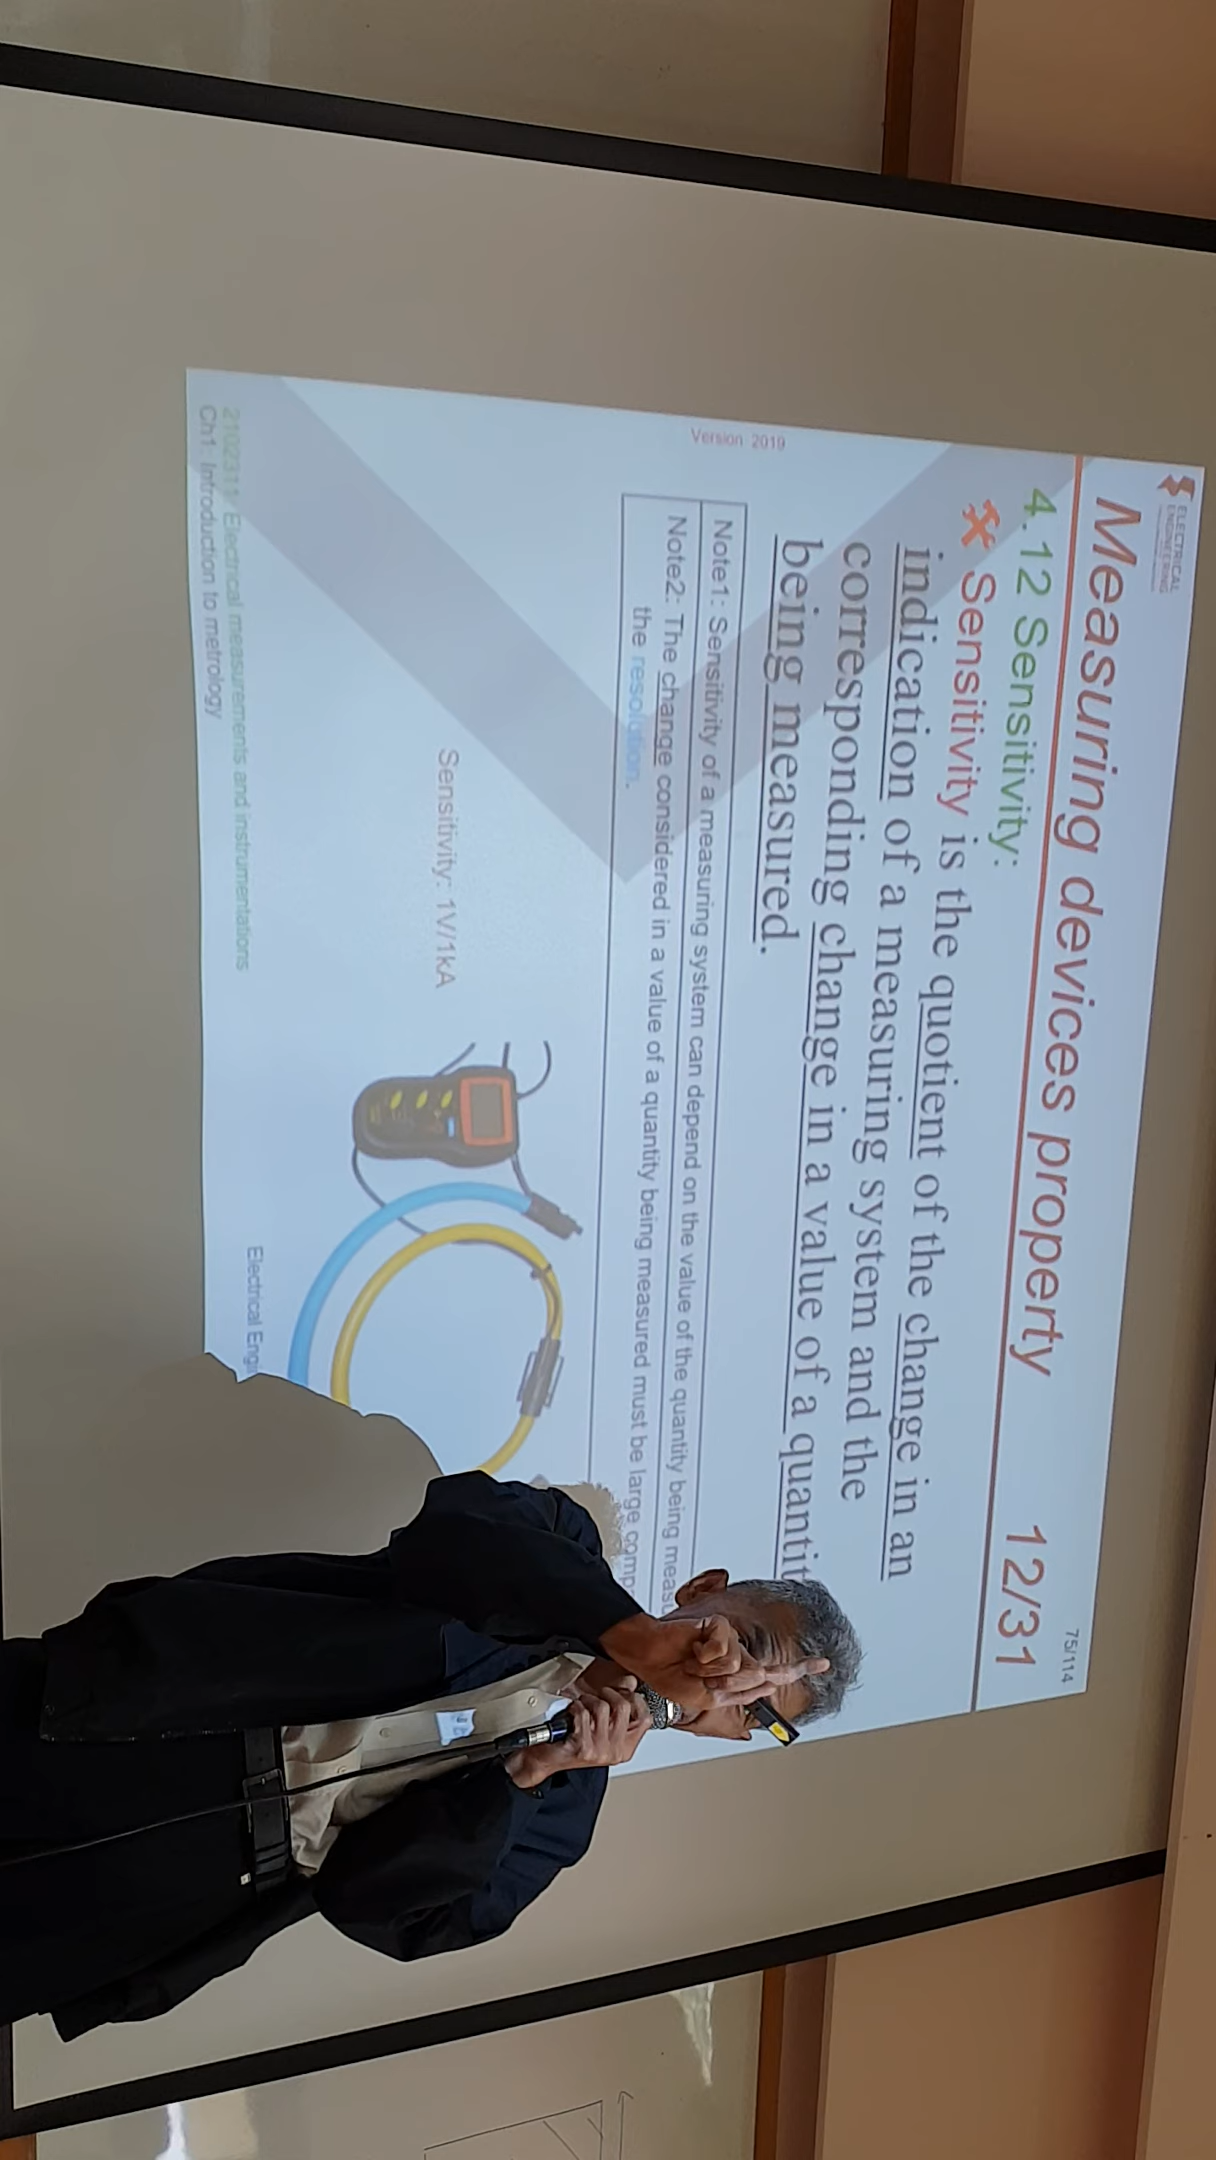 ELECTRICAL
ENGINEERING
75/114
Measuring devices property 12/31
4.12 Sensitivity:
Sensitivity is the quotient of the change in an
indication of a measuring system and the
corresponding change in a value of a quantit
being measured.
Version 2019
Note1: Sensitivity of a measuring system can depend on the value of the quantity being measu
Note2: The change considered in a value of a quantity being measured must be large comp
the resolution.
Sensitivity: 1V/1kA
2102311 Electrical measurements and instrumentations
Ch1: Introduction to metrology
Electrical Engi